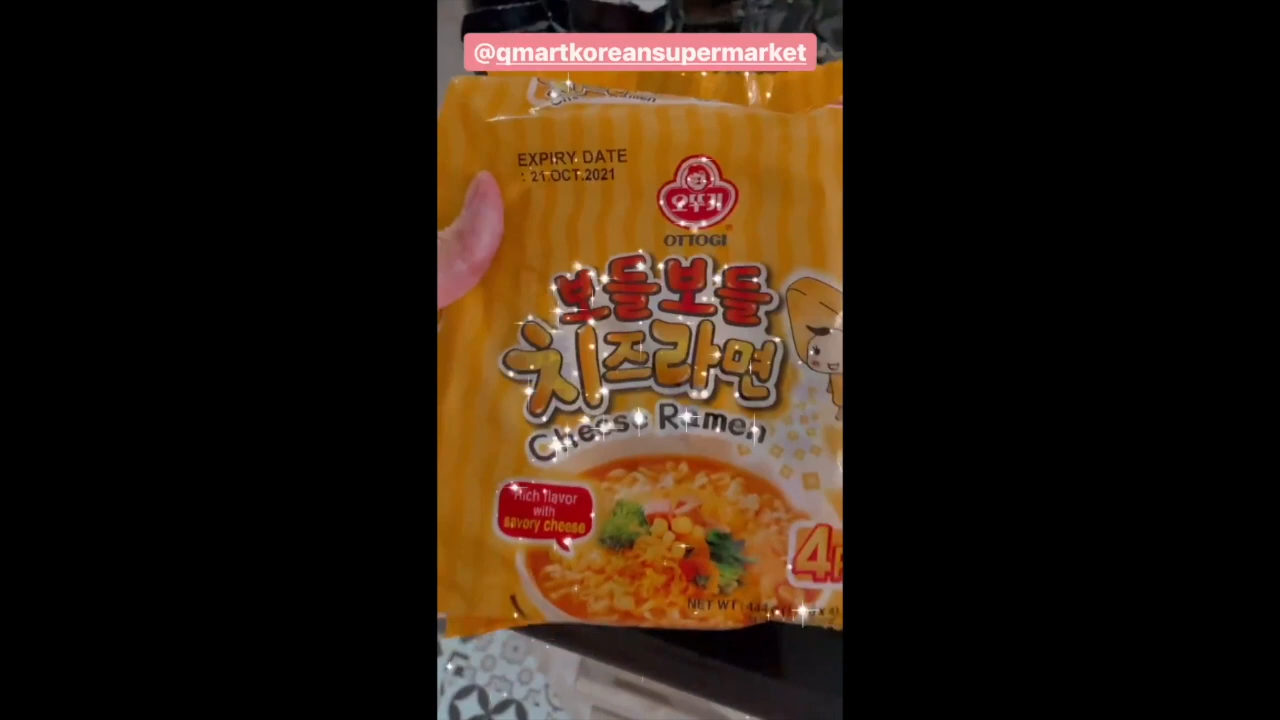 @qmartkoreansupermarket
EXPIRY DATE
: 21.OCT.2021
오뚜기
OTTOGI
보들보들
치즈라면
Cheese Ramen
Rich flavor
with
savory cheese
4
NET WT.